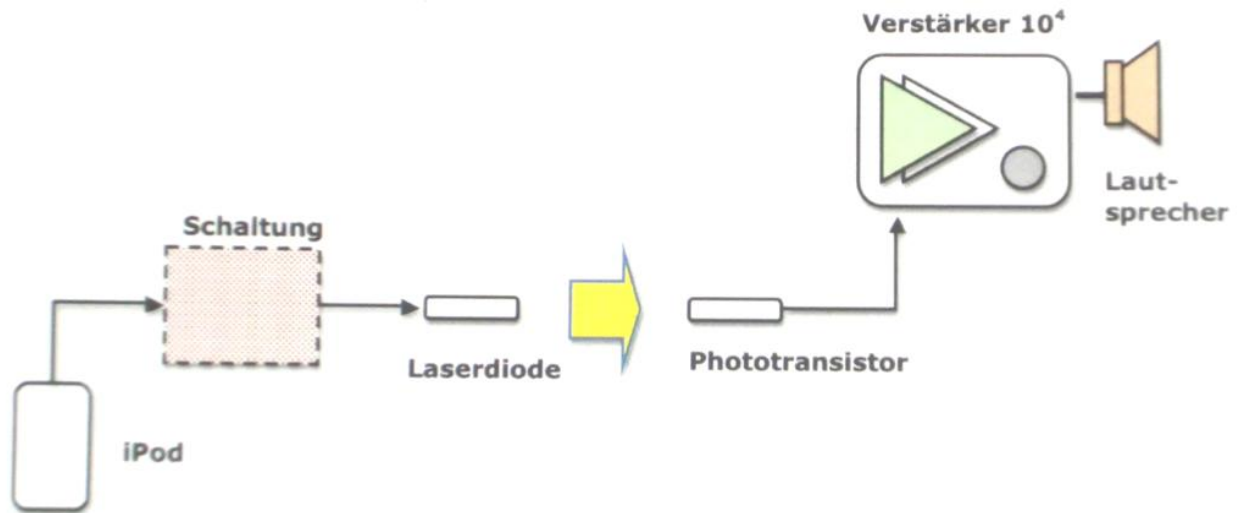 Verstärker 10⁴
Laut-
sprecher
Schaltung
Laserdiode
Phototransistor
iPod